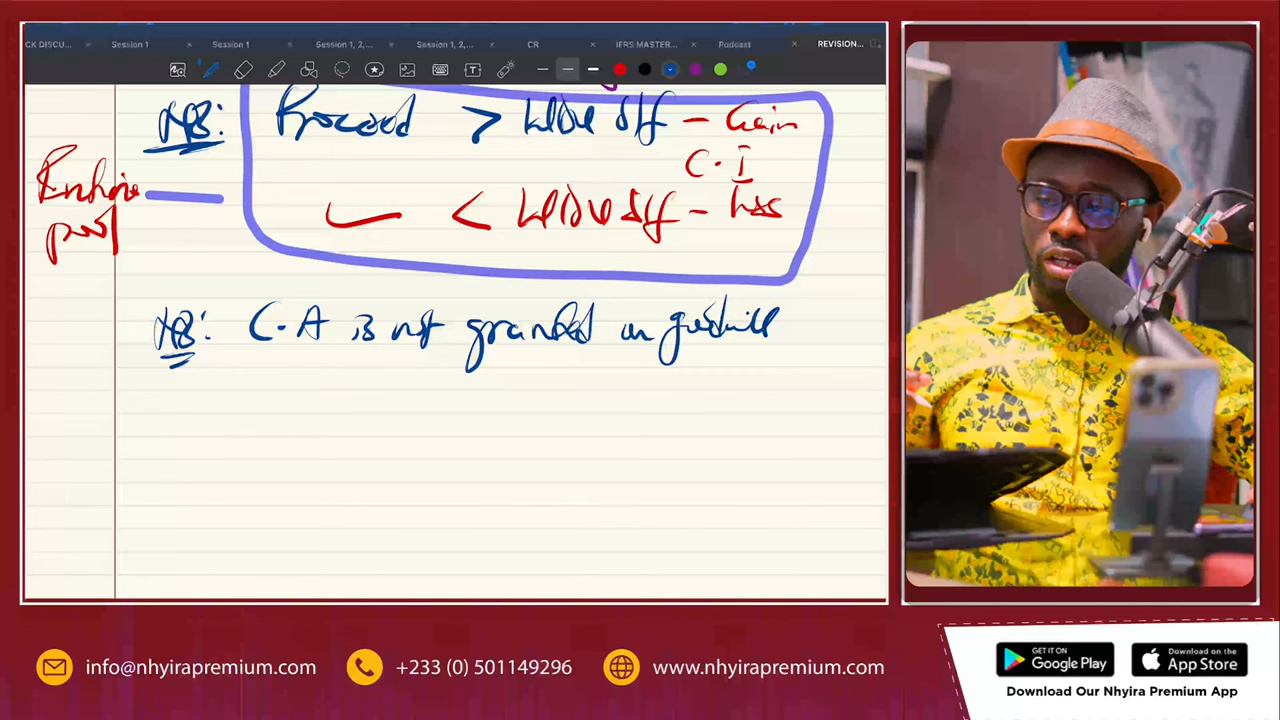 CK DISCU...
Session 1
Session 1
Session 1, 2,...
Session 1, 2,...
CR
IFRS MASTER...
Podcast
REVISION...
NB: Proceed > WDV b/f - Gain
C.I
Entire pool
< WDV b/f - loss
NB: C.A is not granted on goodwill
info@nhyirapremium.com
+233 (0) 501149296
www.nhyirapremium.com
GET IT ON
Google Play
Download on the
App Store
Download Our Nhyira Premium App